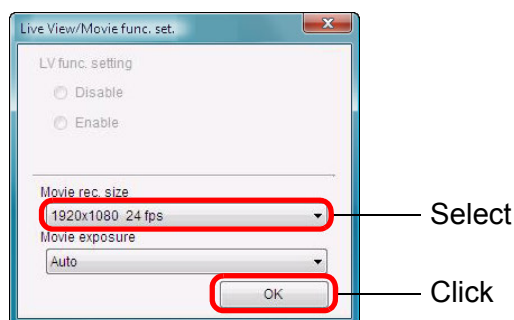 Live View/Movie func. set.
LV func. setting
Disable
Enable
Movie rec. size
1920x1080 24 fps
Select
Movie exposure
Auto
OK
Click